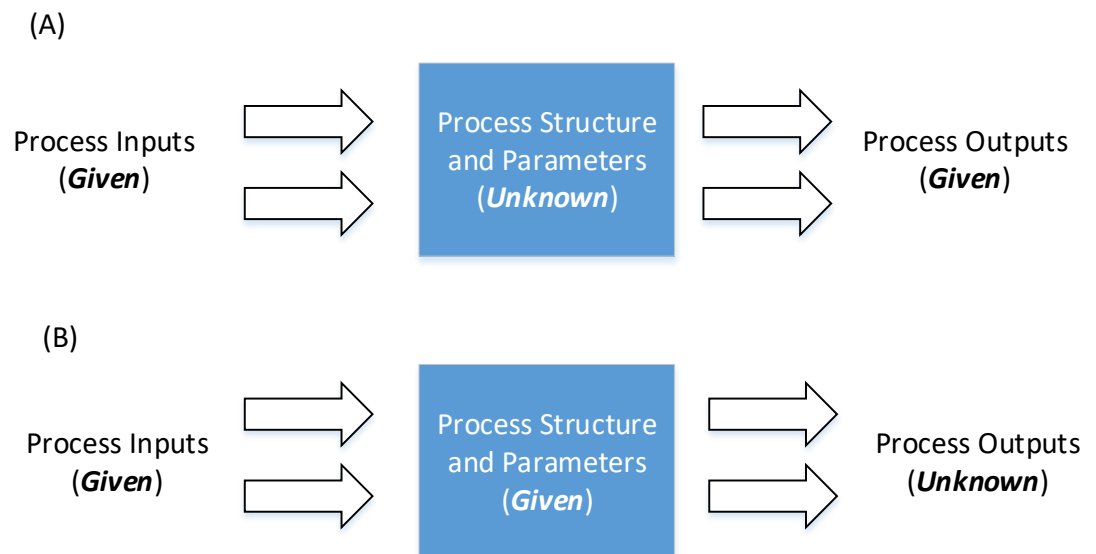 (A)
Process Inputs
(Given)
Process Structure
and Parameters
(Unknown)
Process Outputs
(Given)
(B)
Process Inputs
(Given)
Process Structure
and Parameters
(Given)
Process Outputs
(Unknown)